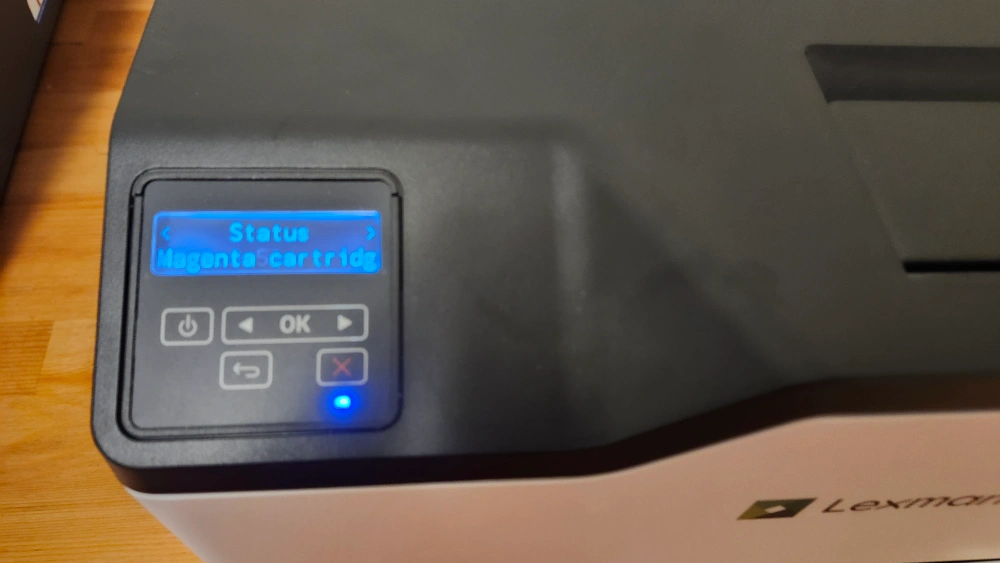 < Status >
Magenta cartridg
OK
Lexmar